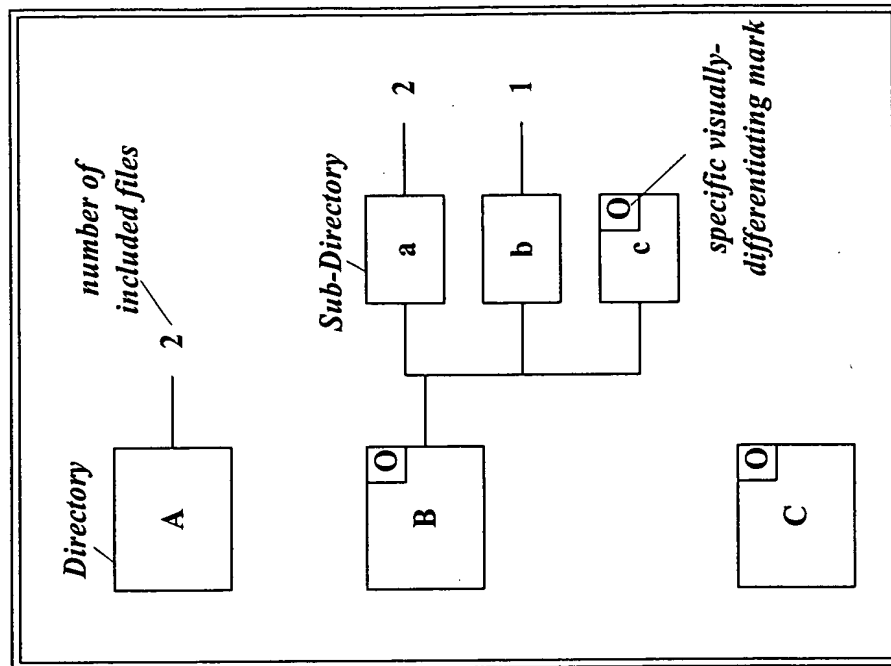 Directory
A
2
number of
included files
B
O
Sub-Directory
a
2
b
1
c
O
specific visually-
differentiating mark
C
O